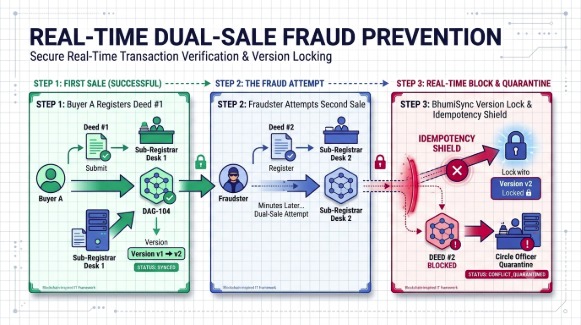 REAL-TIME DUAL-SALE FRAUD PREVENTION
Secure Real-Time Transaction Verification & Version Locking
STEP 1: FIRST SALE (SUCCESSFUL)
STEP 2: THE FRAUD ATTEMPT
STEP 3: REAL-TIME BLOCK & QUARANTINE
STEP 1: Buyer A Registers Deed #1
Deed #1
Submit
Sub-Registrar
Desk 1
Buyer A
DAG-104
Sub-Registrar
Desk 1
Version
Version v1 → v2
STATUS: SYNCED
STEP 2: Fraudster Attempts Second Sale
Deed #2
Register
Sub-Registrar
Desk 2
Fraudster
Minutes Later...
Dual-Sale Attempt
Sub-Registrar
Desk 2
STEP 3: BhumiSync Version Lock &
Idempotency Shield
IDEMPOTENCY
SHIELD
Lock wito
Version v2
Locked
DEED #2
BLOCKED
Circle Officer
Quarantine
STATUS: CONFLICT_QUARANTINED